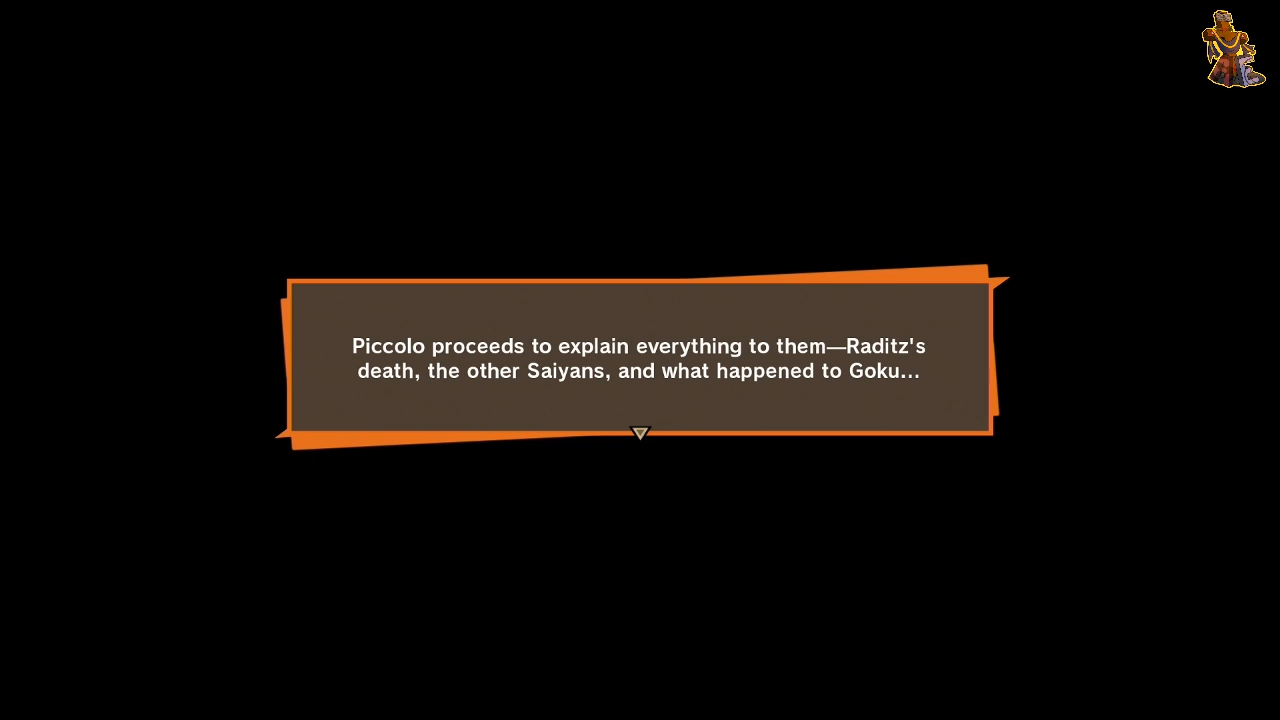 Piccolo proceeds to explain everything to them—Raditz's
death, the other Saiyans, and what happened to Goku...